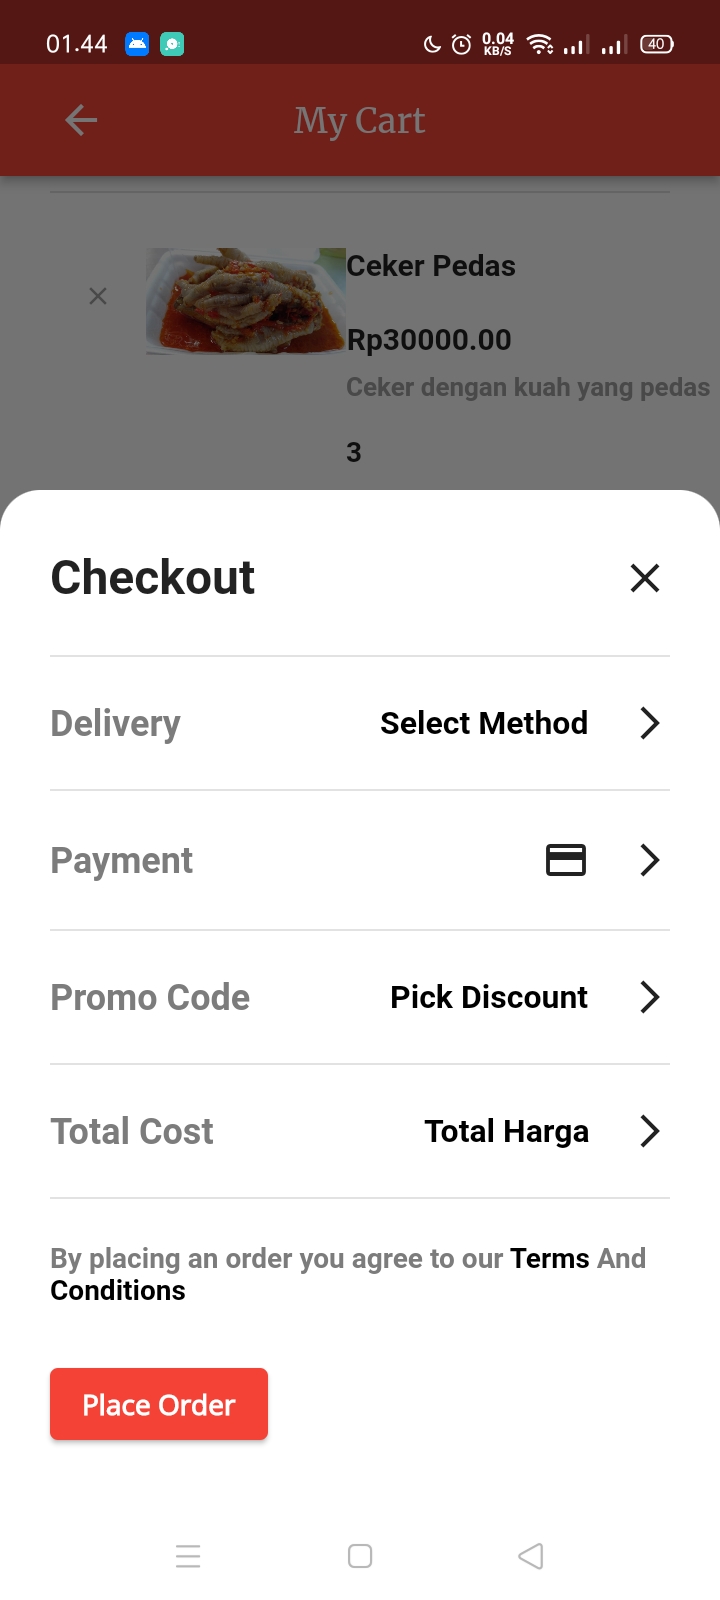 01.44 0.04 KB/S 40
My Cart
Ceker Pedas
Rp30000.00
Ceker dengan kuah yang pedas
3
Checkout
Delivery Select Method
Payment
Promo Code Pick Discount
Total Cost Total Harga
By placing an order you agree to our Terms And
Conditions
Place Order